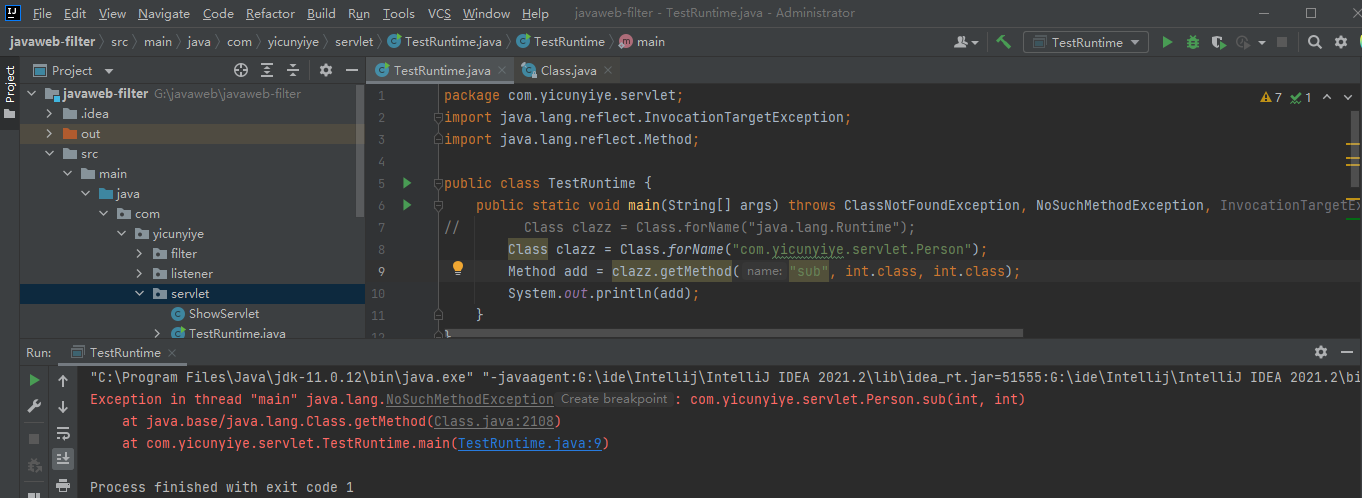 File Edit View Navigate Code Refactor Build Run Tools VCS Window Help javaweb-filter - TestRuntime.java - Administrator
javaweb-filter src main java com yicunyiye servlet TestRuntime.java TestRuntime main TestRuntime
Project
Project
TestRuntime.java Class.java
javaweb-filter G:\javaweb\javaweb-filter
.idea
out
src
main
java
com
yicunyiye
filter
listener
servlet
ShowServlet
TestRuntime.java
7 1
1 package com.yicunyiye.servlet;
2 import java.lang.reflect.InvocationTargetException;
3 import java.lang.reflect.Method;
4
5 public class TestRuntime {
6 public static void main(String[] args) throws ClassNotFoundException, NoSuchMethodException, InvocationTargetEx
7 // Class clazz = Class.forName("java.lang.Runtime");
8 Class clazz = Class.forName("com.yicunyiye.servlet.Person");
9 Method add = clazz.getMethod( name: "sub", int.class, int.class);
10 System.out.println(add);
11 }
12 }
Run: TestRuntime
"C:\Program Files\Java\jdk-11.0.12\bin\java.exe" "-javaagent:G:\ide\Intellij\IntelliJ IDEA 2021.2\lib\idea_rt.jar=51555:G:\ide\Intellij\IntelliJ IDEA 2021.2\bi
Exception in thread "main" java.lang.NoSuchMethodException Create breakpoint : com.yicunyiye.servlet.Person.sub(int, int)
at java.base/java.lang.Class.getMethod(Class.java:2108)
at com.yicunyiye.servlet.TestRuntime.main(TestRuntime.java:9)
Process finished with exit code 1